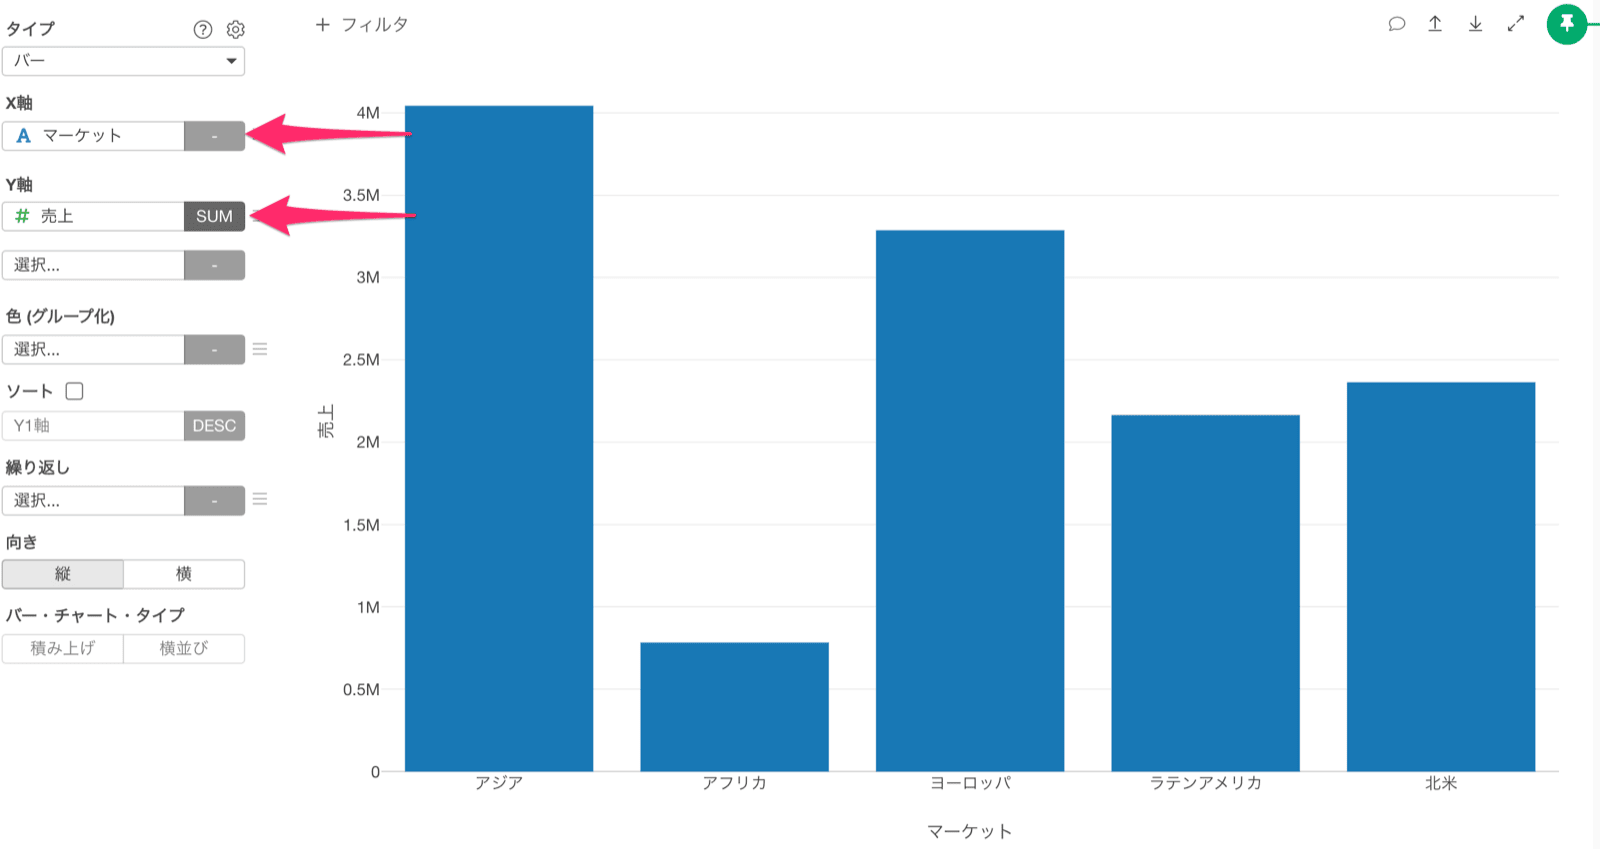 タイプ
バー
X軸
A マーケット -
Y軸
# 売上 SUM
選択... -
色 (グループ化)
選択... -
ソート
Y1軸 DESC
繰り返し
選択... -
向き
縦 横
バー・チャート・タイプ
積み上げ 横並び
+ フィルタ
4M
3.5M
3M
2.5M
2M
1.5M
1M
0.5M
0
売上
アジア アフリカ ヨーロッパ ラテンアメリカ 北米
マーケット